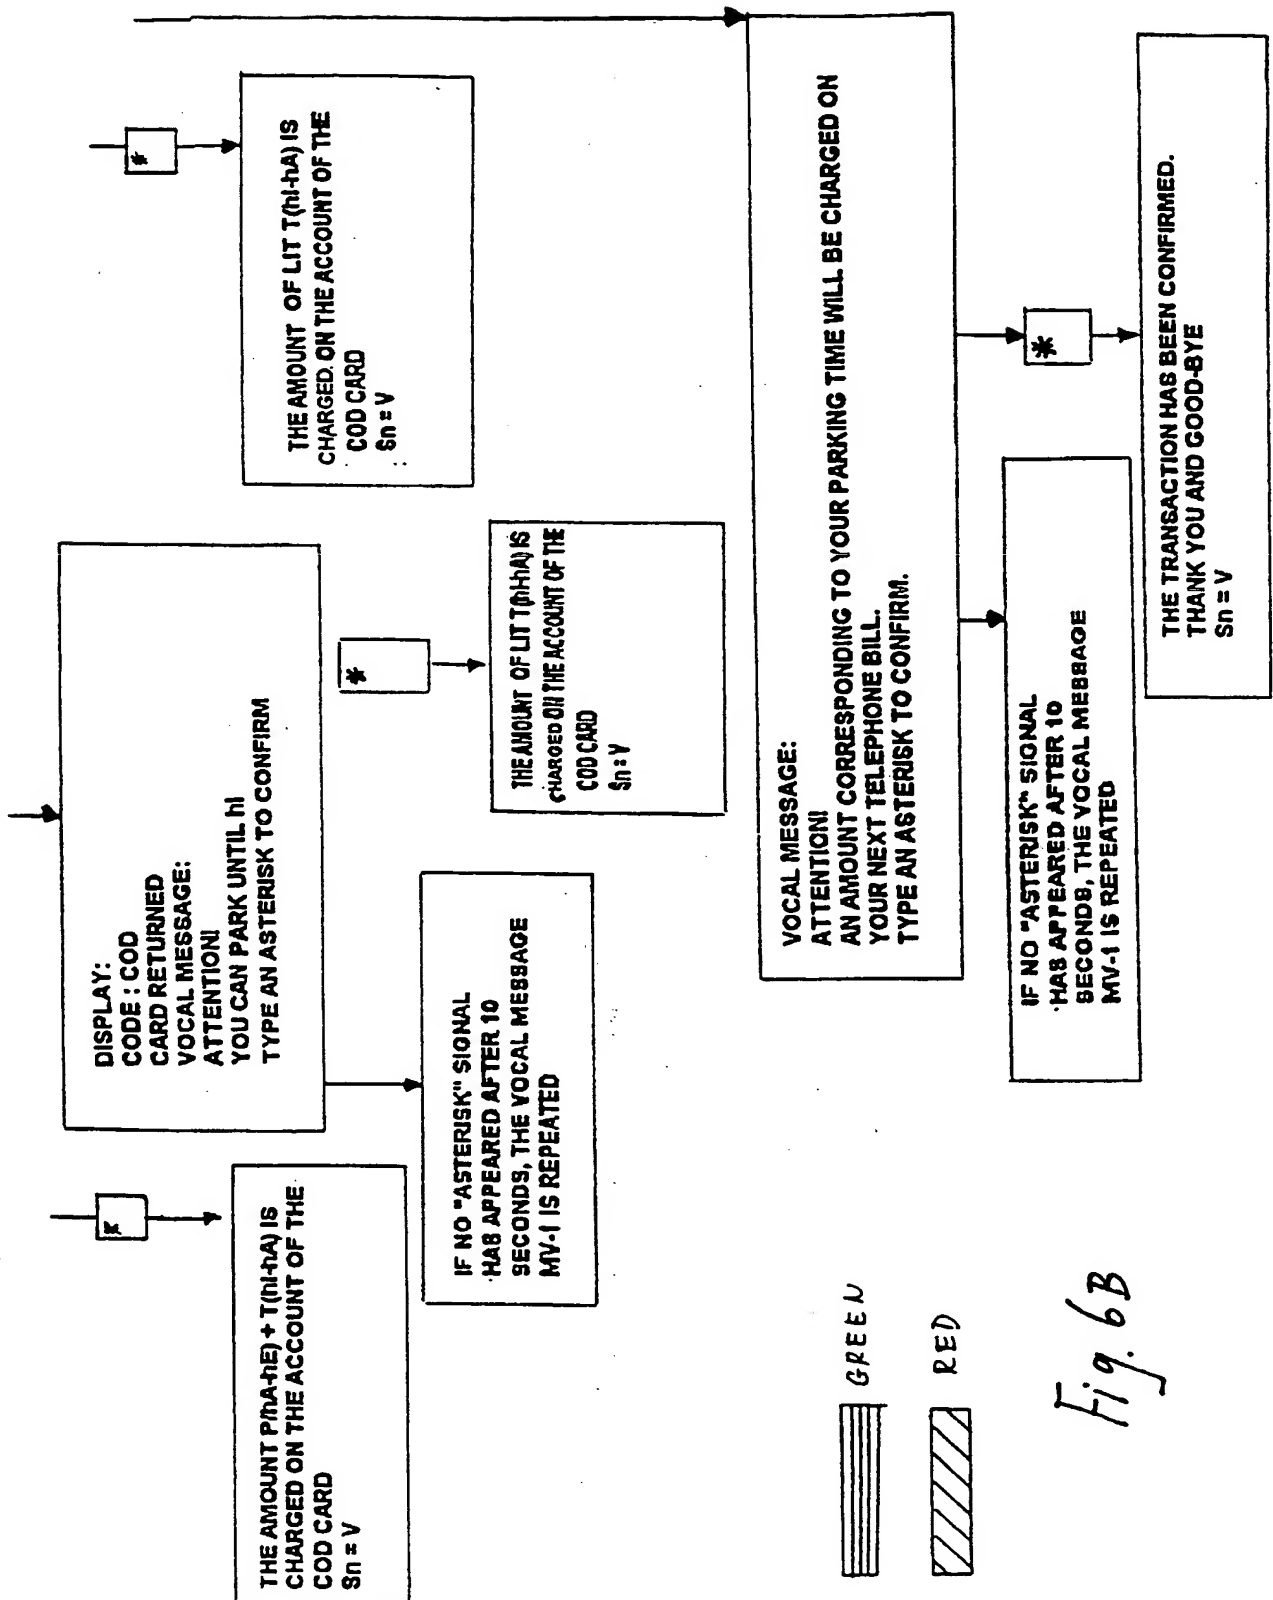 *
THE AMOUNT P/hA-hE) + T(hI-hA) IS
CHARGED ON THE ACCOUNT OF THE
COD CARD
Sn = V
DISPLAY:
CODE : COD
CARD RETURNED
VOCAL MESSAGE:
ATTENTION!
YOU CAN PARK UNTIL hI
TYPE AN ASTERISK TO CONFIRM
*
THE AMOUNT OF LIT T(hI-hA) IS
CHARGED. ON THE ACCOUNT OF THE
COD CARD
Sn = V
IF NO "ASTERISK" SIGNAL
HAS APPEARED AFTER 10
SECONDS, THE VOCAL MESSAGE
MV-1 IS REPEATED
*
THE AMOUNT OF LIT T(hI-hA) IS
CHARGED ON THE ACCOUNT OF THE
COD CARD
Sn = V
VOCAL MESSAGE:
ATTENTION!
AN AMOUNT CORRESPONDING TO YOUR PARKING TIME WILL BE CHARGED ON
YOUR NEXT TELEPHONE BILL.
TYPE AN ASTERISK TO CONFIRM.
IF NO "ASTERISK" SIGNAL
HAS APPEARED AFTER 10
SECONDS, THE VOCAL MESSAGE
MV-1 IS REPEATED
*
THE TRANSACTION HAS BEEN CONFIRMED.
THANK YOU AND GOOD-BYE
Sn = V
GREEN
RED
Fig. 6B